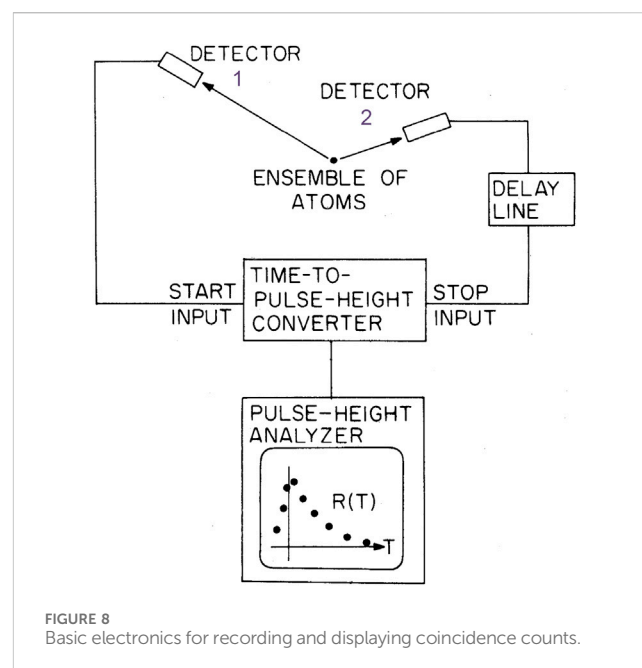 DETECTOR
1
DETECTOR
2
ENSEMBLE OF
ATOMS
DELAY
LINE
START
INPUT
TIME-TO-
PULSE-HEIGHT
CONVERTER
STOP
INPUT
PULSE-HEIGHT
ANALYZER
R(T)
T
FIGURE 8
Basic electronics for recording and displaying coincidence counts.